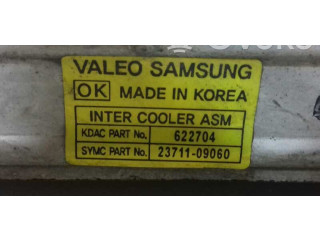 VALEO SAMSUNG
OK MADE IN KOREA
INTER COOLER ASM
KDAC PART No. 622704
SYMC PART No. 23711-09060